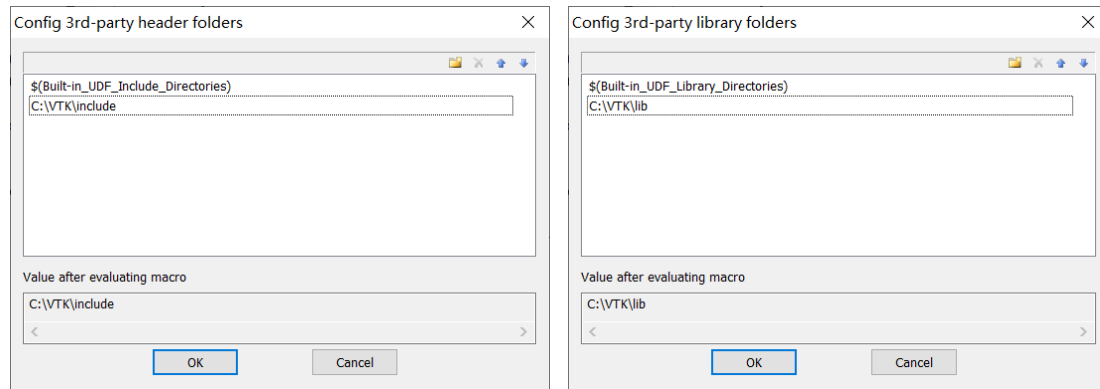 Config 3rd-party header folders
$(Built-in_UDF_Include_Directories)
C:\VTK\include
Value after evaluating macro
C:\VTK\include
OK
Cancel
Config 3rd-party library folders
$(Built-in_UDF_Library_Directories)
C:\VTK\lib
Value after evaluating macro
C:\VTK\lib
OK
Cancel